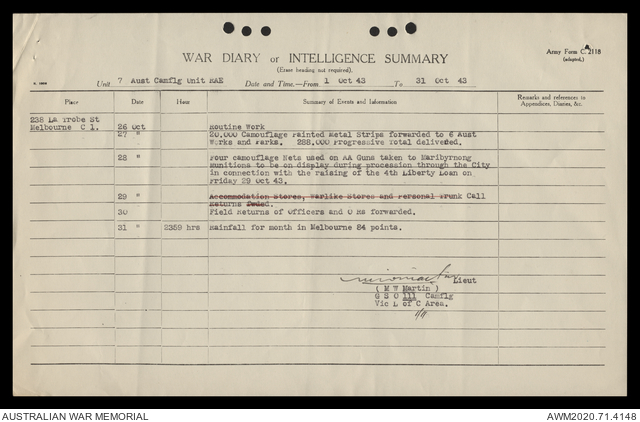 Army Form C. 2118
(adapted.)
WAR DIARY or INTELLIGENCE SUMMARY
(Erase heading not required).
Unit 7 Aust Camflg Unit RAE Date and Time.—From 1 Oct 43 To 31 Oct 43
Place Date Hour Summary of Events and Information Remarks and references to
Appendices, Diaries, &c.
238 La Trobe St
Melbourne C 1. 26 Oct Routine Work
27 " 20,000 Camouflage Painted Metal Strips forwarded to 6 Aust
Works and Parks. 288,000 Progressive Total delivered.
28 " Four camouflage Nets used on AA Guns taken to Maribyrnong
Munitions to be on display during procession through the City
in connection with the raising of the 4th Liberty Loan on
Friday 29 Oct 43.
29 " Accommodation Stores, Warlike Stores and Personal Trunk Call
Returns
30 Field Returns of Officers and O Rs forwarded.
31 " 2359 hrs Rainfall for month in Melbourne 84 points.
Lieut
( M W Martin )
G S O 111 Camflg
Vic L of C Area.
AUSTRALIAN WAR MEMORIAL AWM2020.71.4148